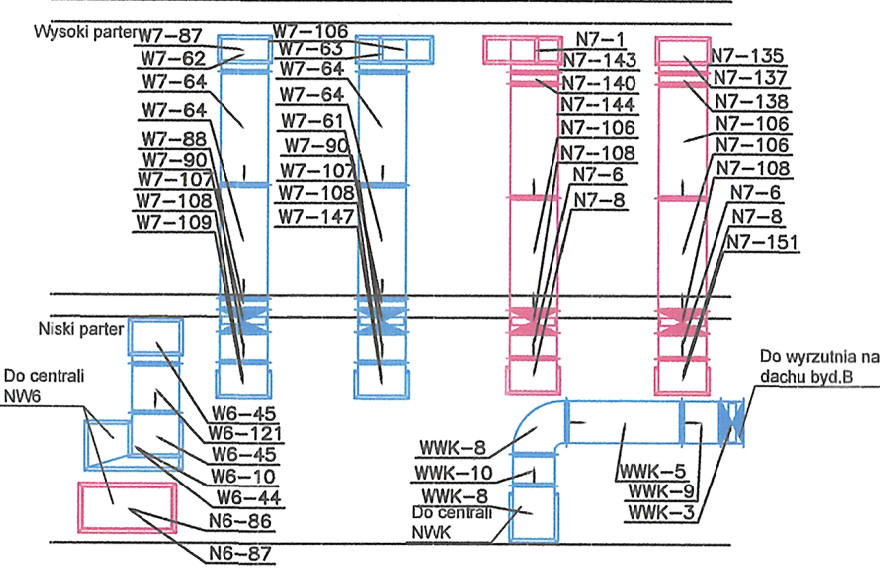 Wysoki parter
W7-87
W7-62
W7-64
W7-64
W7-88
W7-90
W7-107
W7-108
W7-109
W7-106
W7-63
W7-64
W7-64
W7-61
W7-90
W7-107
W7-108
W7-147
N7-1
N7-143
N7-140
N7-144
N7-106
N7-108
N7-6
N7-8
N7-135
N7-137
N7-138
N7-106
N7-106
N7-108
N7-6
N7-8
N7-151
Niski parter
Do centrali
NW6
W6-45
W6-121
W6-45
W6-10
W6-44
N6-86
N6-87
Do wyrzutnia na
dachu byd.B
WWK-8
WWK-10
WWK-8
Do centrali
NWK
WWK-5
WWK-9
WWK-3